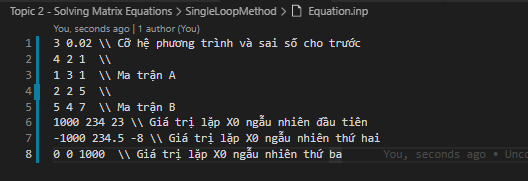 Topic 2 - Solving Matrix Equations > SingleLoopMethod > Equation.inp
You, seconds ago | 1 author (You)
1 3 0.02 \\ Cỡ hệ phương trình và sai số cho trước
2 4 2 1 \\
3 1 3 1 \\ Ma trận A
4 2 2 5 \\
5 5 4 7 \\ Ma trận B
6 1000 234 23 \\ Giá trị lặp X0 ngẫu nhiên đầu tiên
7 -1000 234.5 -8 \\ Giá trị lặp X0 ngẫu nhiên thứ hai
8 0 0 1000 \\ Giá trị lặp X0 ngẫu nhiên thứ ba You, seconds ago • Unco